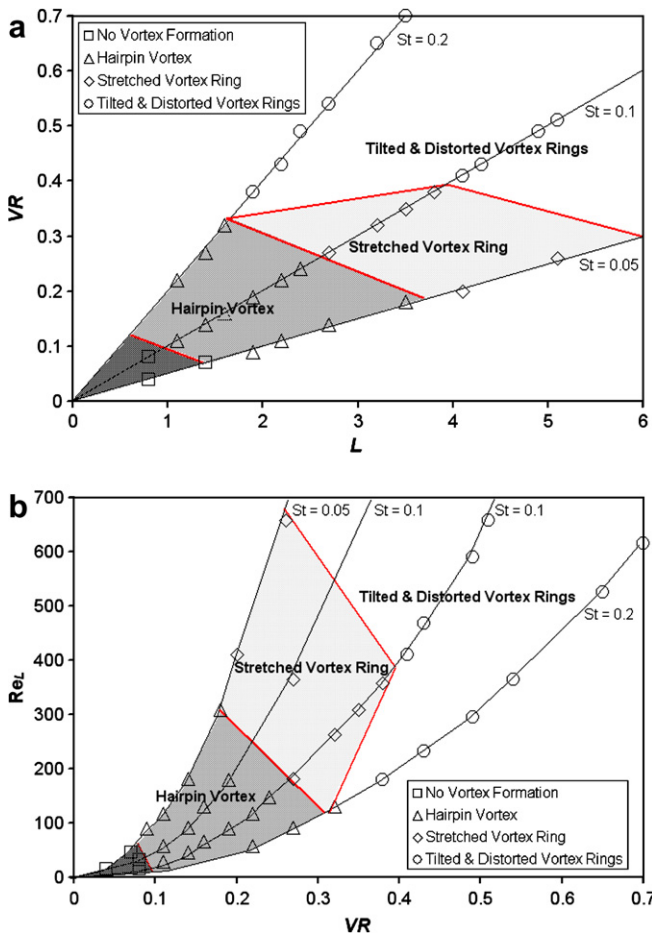 a
No Vortex Formation
Hairpin Vortex
Stretched Vortex Ring
Tilted & Distorted Vortex Rings
0.7
0.6
0.5
0.4
0.3
0.2
0.1
0
VR
St = 0.2
St = 0.1
Tilted & Distorted Vortex Rings
Stretched Vortex Ring
St = 0.05
Hairpin Vortex
0 1 2 3 4 5 6
L
b
700
600
500
400
300
200
100
0
Re_L
St = 0.05
St = 0.1
St = 0.1
Tilted & Distorted Vortex Rings
St = 0.2
Stretched Vortex Ring
Hairpin Vortex
No Vortex Formation
Hairpin Vortex
Stretched Vortex Ring
Tilted & Distorted Vortex Rings
0 0.1 0.2 0.3 0.4 0.5 0.6 0.7
VR